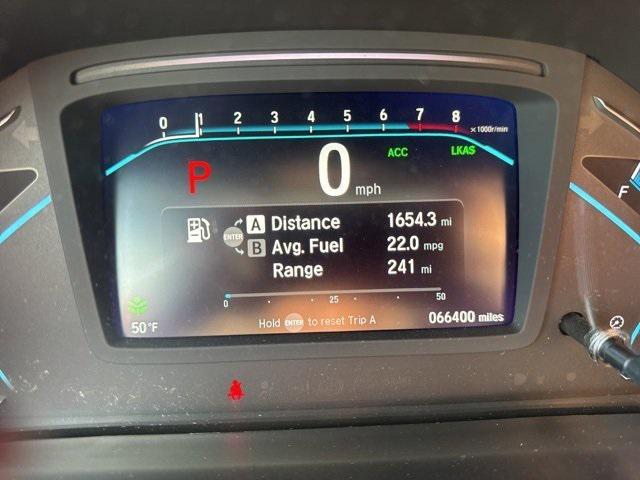 0 1 2 3 4 5 6 7 8 ×1000r/min
P 0 mph ACC LKAS
A Distance 1654.3 mi
ENTER B Avg. Fuel 22.0 mpg
Range 241 mi
0 25 50
50°F Hold ENTER to reset Trip A 066400 miles
F